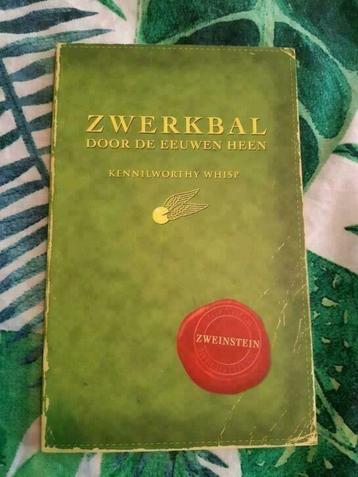 ZWERKBAL
DOOR DE EEUWEN HEEN
KENNILWORTHY WHISP
ZWEINSTEIN